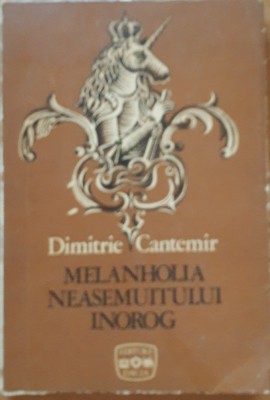 Dimitrie Cantemir
MELANHOLIA
NEASEMUITULUI
INOROG